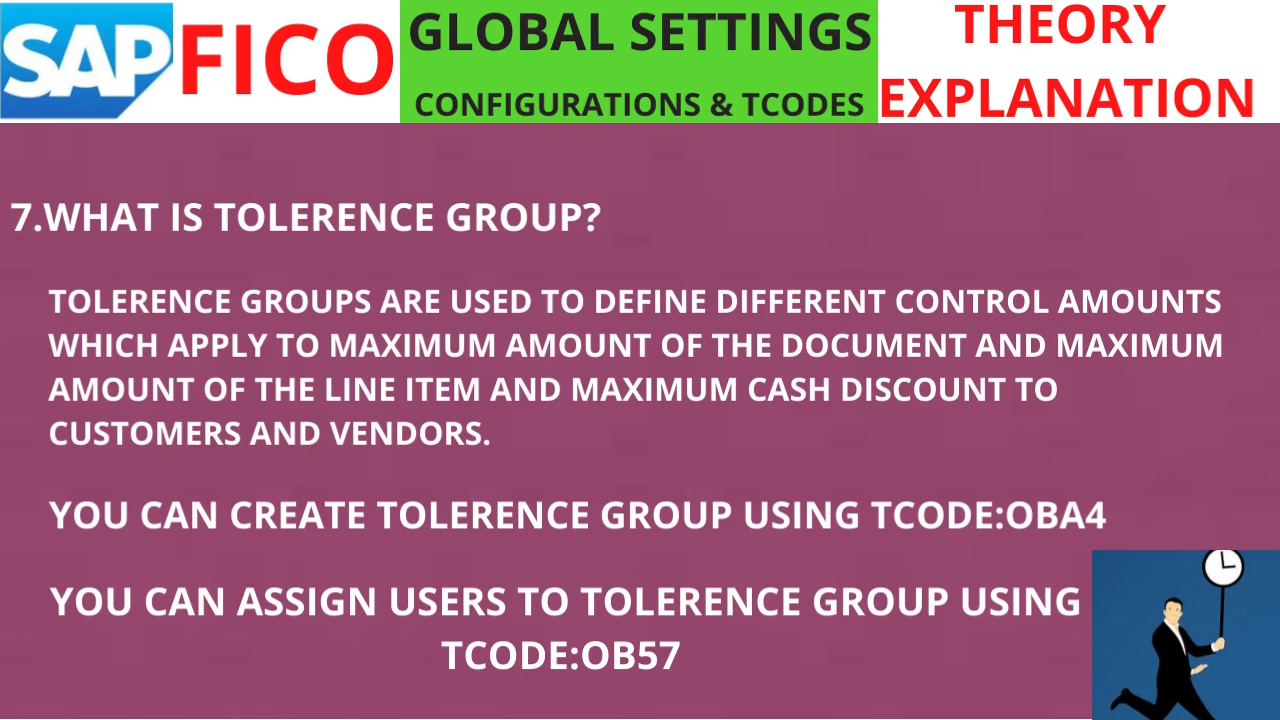 SAP FICO
GLOBAL SETTINGS
CONFIGURATIONS & TCODES
THEORY
EXPLANATION
7.WHAT IS TOLERENCE GROUP?
TOLERENCE GROUPS ARE USED TO DEFINE DIFFERENT CONTROL AMOUNTS
WHICH APPLY TO MAXIMUM AMOUNT OF THE DOCUMENT AND MAXIMUM
AMOUNT OF THE LINE ITEM AND MAXIMUM CASH DISCOUNT TO
CUSTOMERS AND VENDORS.
YOU CAN CREATE TOLERENCE GROUP USING TCODE:OBA4
YOU CAN ASSIGN USERS TO TOLERENCE GROUP USING
TCODE:OB57